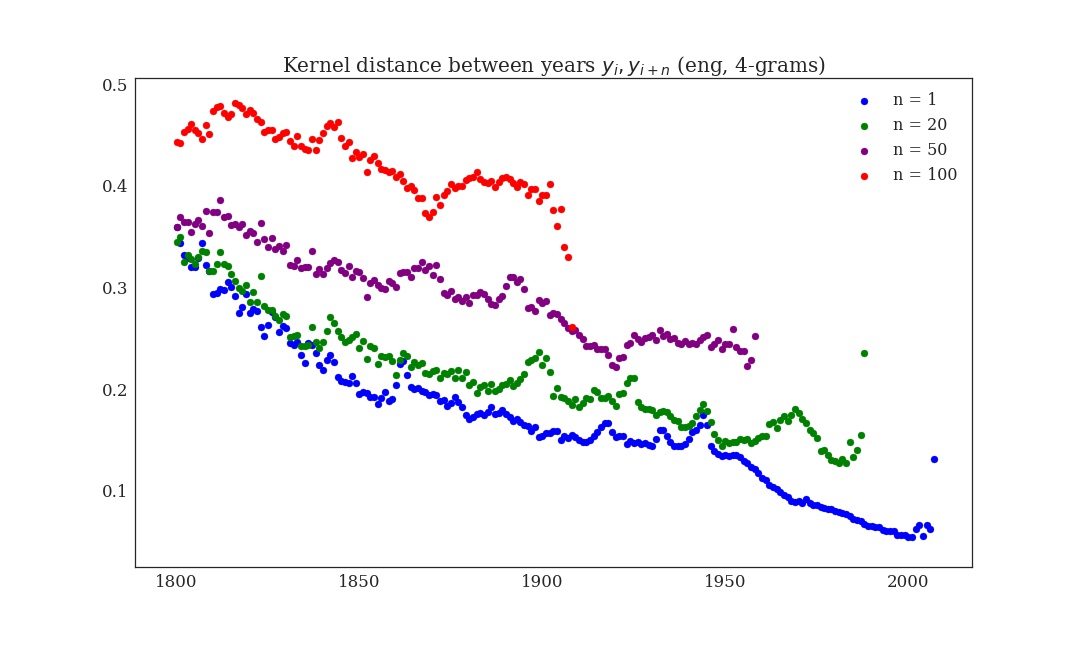 Kernel distance between years $y_i, y_{i+n}$ (eng, 4-grams)
0.5
0.4
0.3
0.2
0.1
n = 1
n = 20
n = 50
n = 100
1800 1850 1900 1950 2000